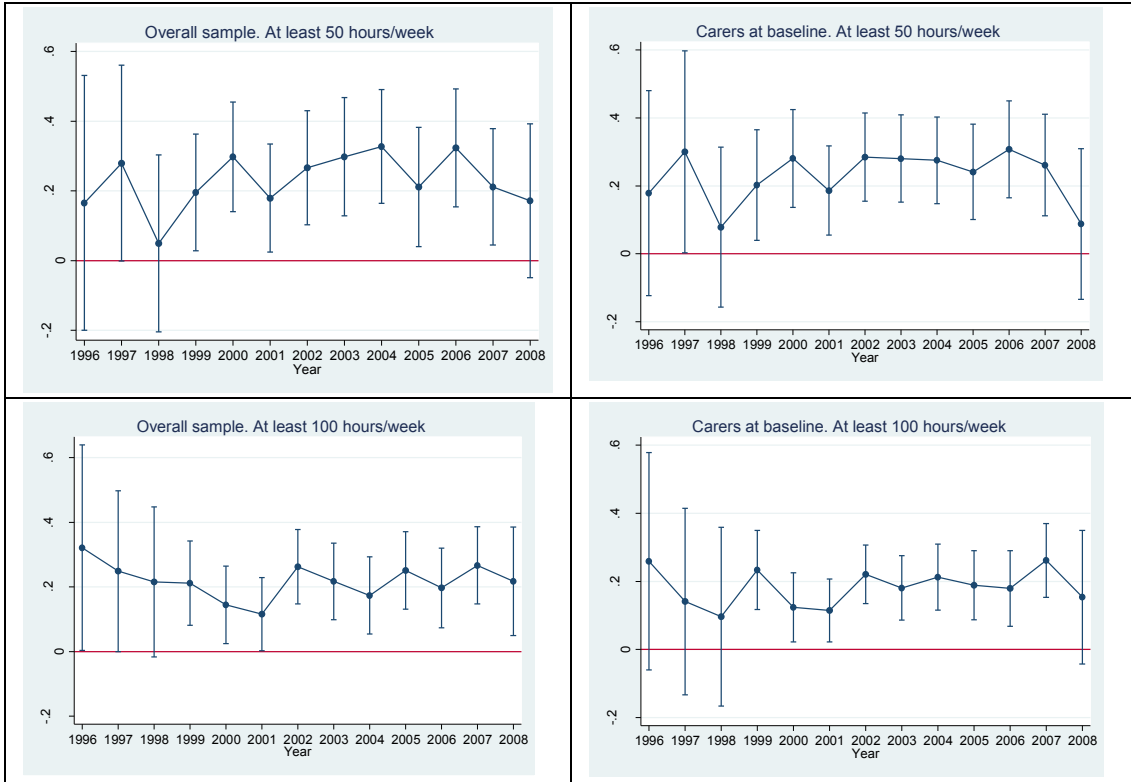 Overall sample. At least 50 hours/week
.6
.4
.2
0
-.2
1996 1997 1998 1999 2000 2001 2002 2003 2004 2005 2006 2007 2008
Year
Carers at baseline. At least 50 hours/week
.6
.4
.2
0
-.2
1996 1997 1998 1999 2000 2001 2002 2003 2004 2005 2006 2007 2008
Year
Overall sample. At least 100 hours/week
.6
.4
.2
0
-.2
1996 1997 1998 1999 2000 2001 2002 2003 2004 2005 2006 2007 2008
Year
Carers at baseline. At least 100 hours/week
.6
.4
.2
0
-.2
1996 1997 1998 1999 2000 2001 2002 2003 2004 2005 2006 2007 2008
Year